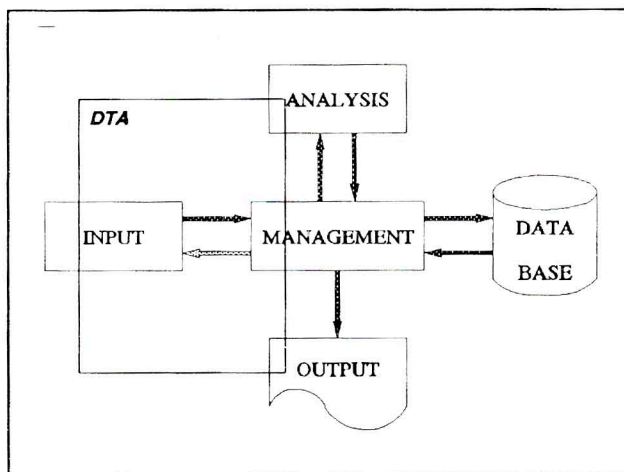 ANALYSIS
DTA
INPUT
MANAGEMENT
DATA
BASE
OUTPUT